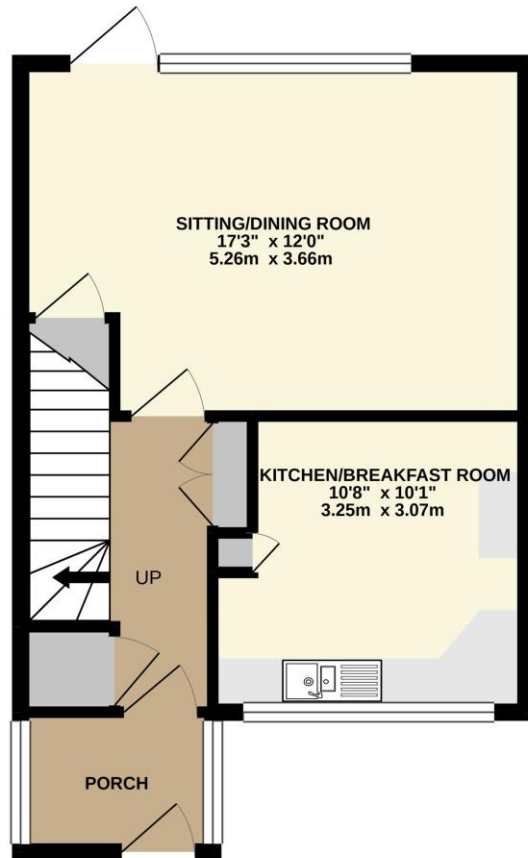 SITTING/DINING ROOM
17'3" x 12'0"
5.26m x 3.66m
KITCHEN/BREAKFAST ROOM
10'8" x 10'1"
3.25m x 3.07m
UP
PORCH